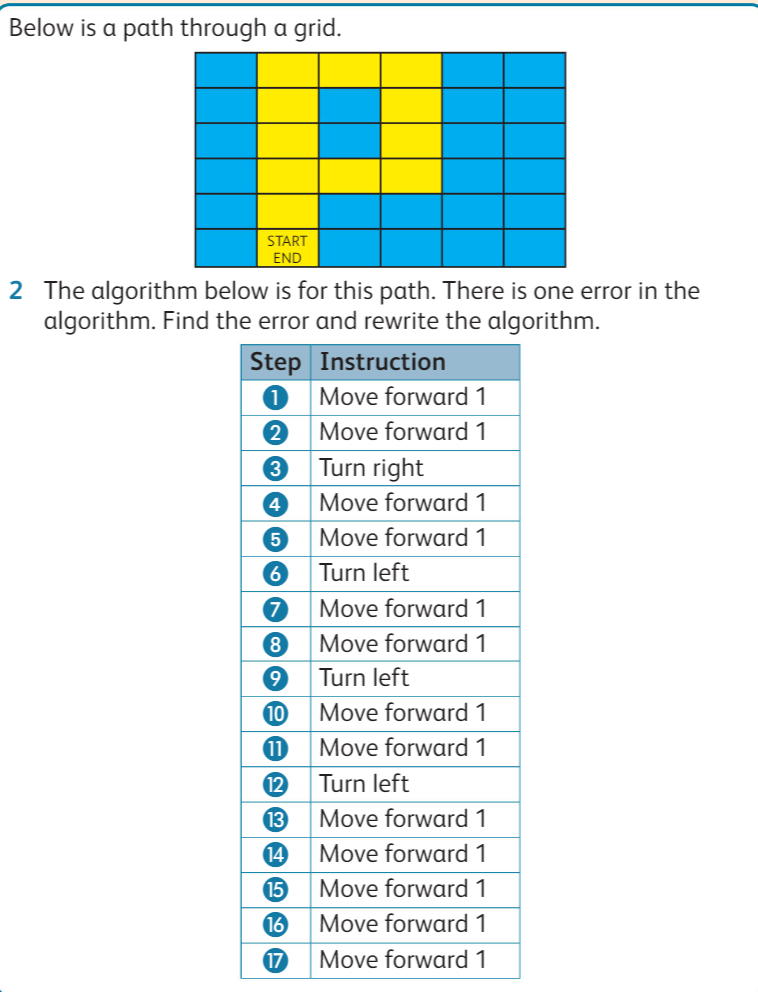 Below is a path through a grid.
START
END
2 The algorithm below is for this path. There is one error in the
algorithm. Find the error and rewrite the algorithm.
Step Instruction
1 Move forward 1
2 Move forward 1
3 Turn right
4 Move forward 1
5 Move forward 1
6 Turn left
7 Move forward 1
8 Move forward 1
9 Turn left
10 Move forward 1
11 Move forward 1
12 Turn left
13 Move forward 1
14 Move forward 1
15 Move forward 1
16 Move forward 1
17 Move forward 1